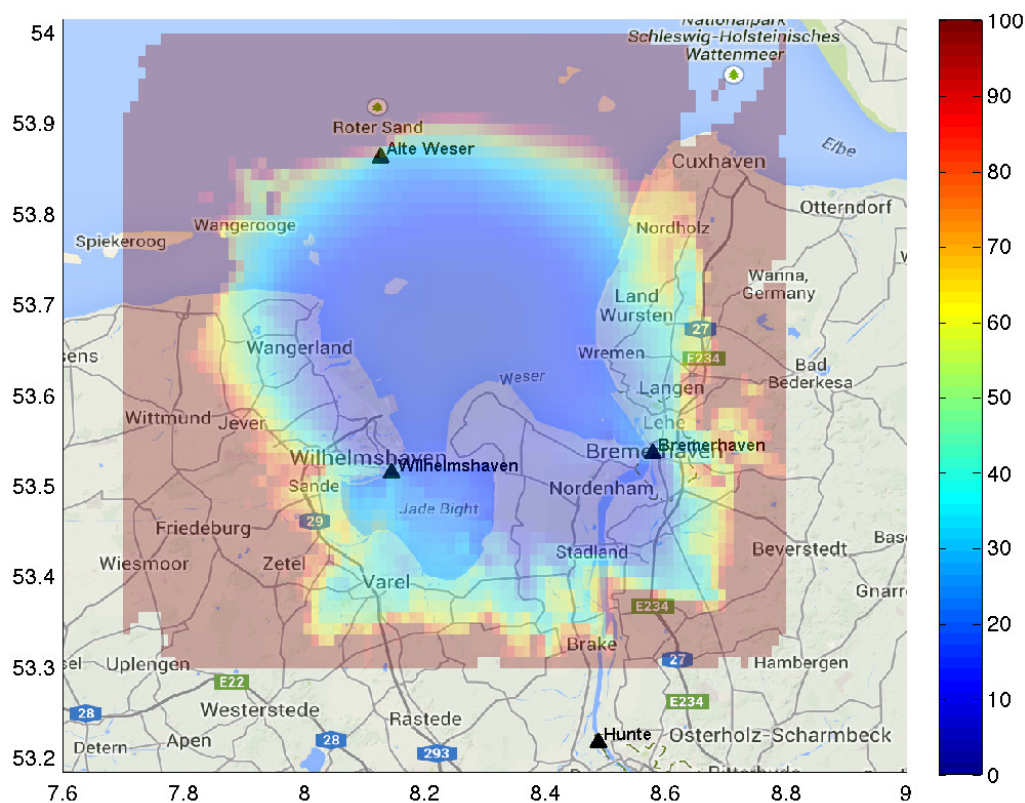 Nationalpark
Schleswig-Holsteinisches
Wattenmeer
54
100
Roter Sand
90
53.9
Alte Weser
Elbe
Cuxhaven
80
53.8
Otterndorf
Wangerooge
Nordholz
Spiekeroog
70
Wanna,
Germany
53.7
Land
Wursten
27
60
sens
Wangerland
Wremen
E234
Bad
Bederkesa
53.6
Weser
Langen
50
Wittmund
Jever
Lehe
Wilhelmshaven
Wilhelmshaven
Bremerhaven
Bremerhaven
40
53.5
Sande
Nordenham
Jade Bight
29
Friedeburg
Stadland
Beverstedt
Bas
30
Wiesmoor
Zetel
53.4
Varel
Gnarr
E234
20
Brake
53.3
Uplengen
27
Hambergen
sel
E22
E234
10
28
Westerstede
Rastede
Hunte
Osterholz-Scharmbeck
28
293
Detern
Apen
53.2
0
7.6
7.8
8
8.2
8.4
8.6
8.8
9